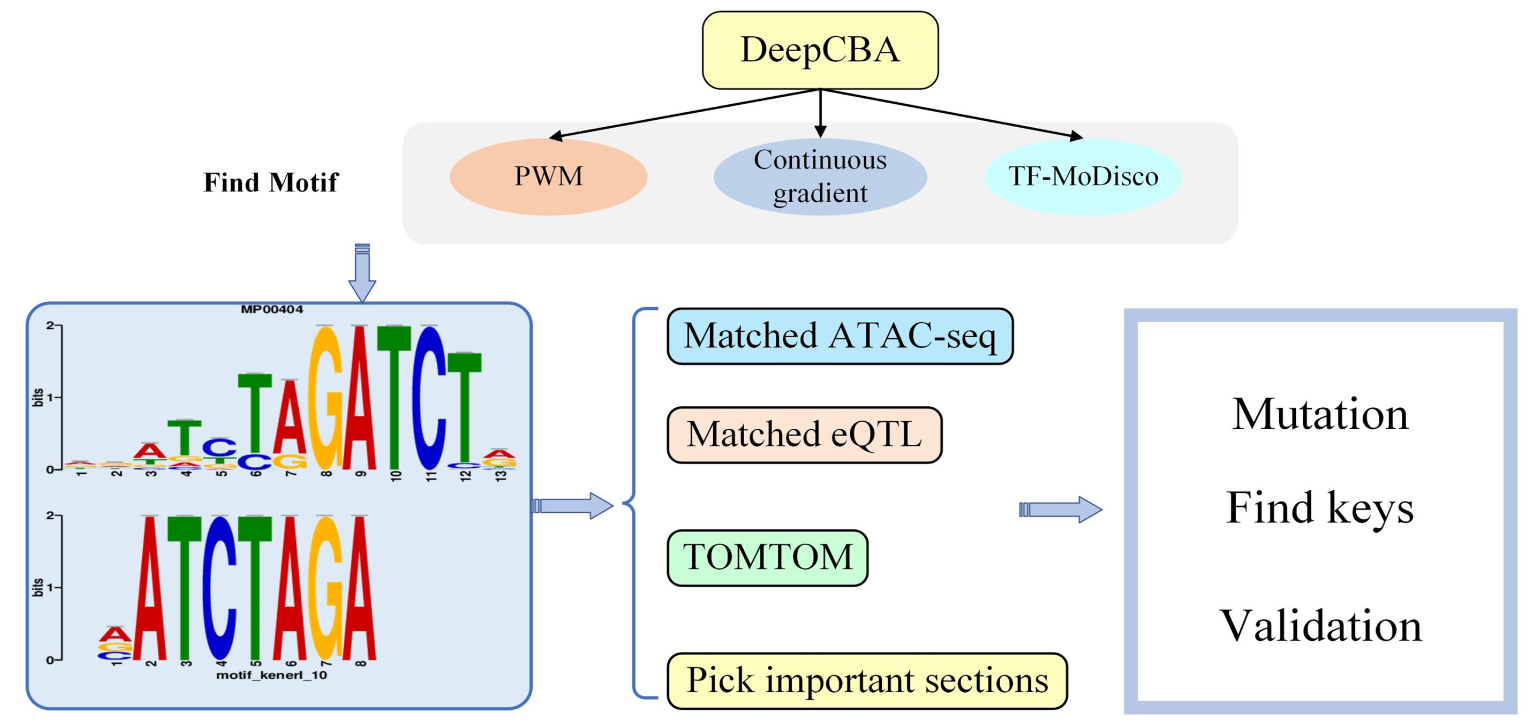 DeepCBA
Find Motif
PWM
Continuous
gradient
TF-MoDisco
MP00404
bits
2
1
0
T A G A T C T
A T C T C G A
1 2 3 4 5 6 7 8 9 10 11 12 13
bits
2
1
0
A
G
C
A T C T A G A
1 2 3 4 5 6 7 8
motif_kenerl_10
Matched ATAC-seq
Matched eQTL
TOMTOM
Pick important sections
Mutation
Find keys
Validation